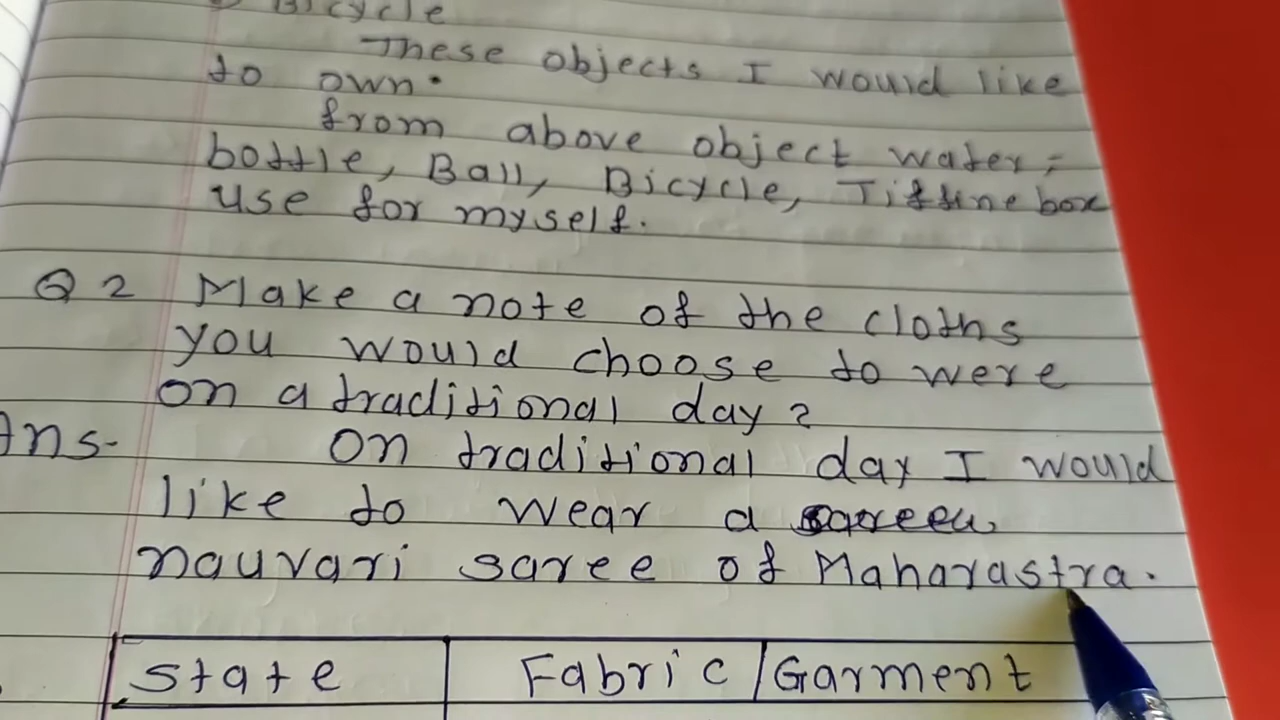 Bicycle
These objects I would like
to own.
from above object water =
bottle, Ball, Bicycle, Tiffine box
use for myself.
Q 2 Make a note of the cloths
you would choose to were
on a traditional day ?
Ans- On traditional day I would
like to wear a
nauvari saree of Maharastra.
State Fabric/Garment